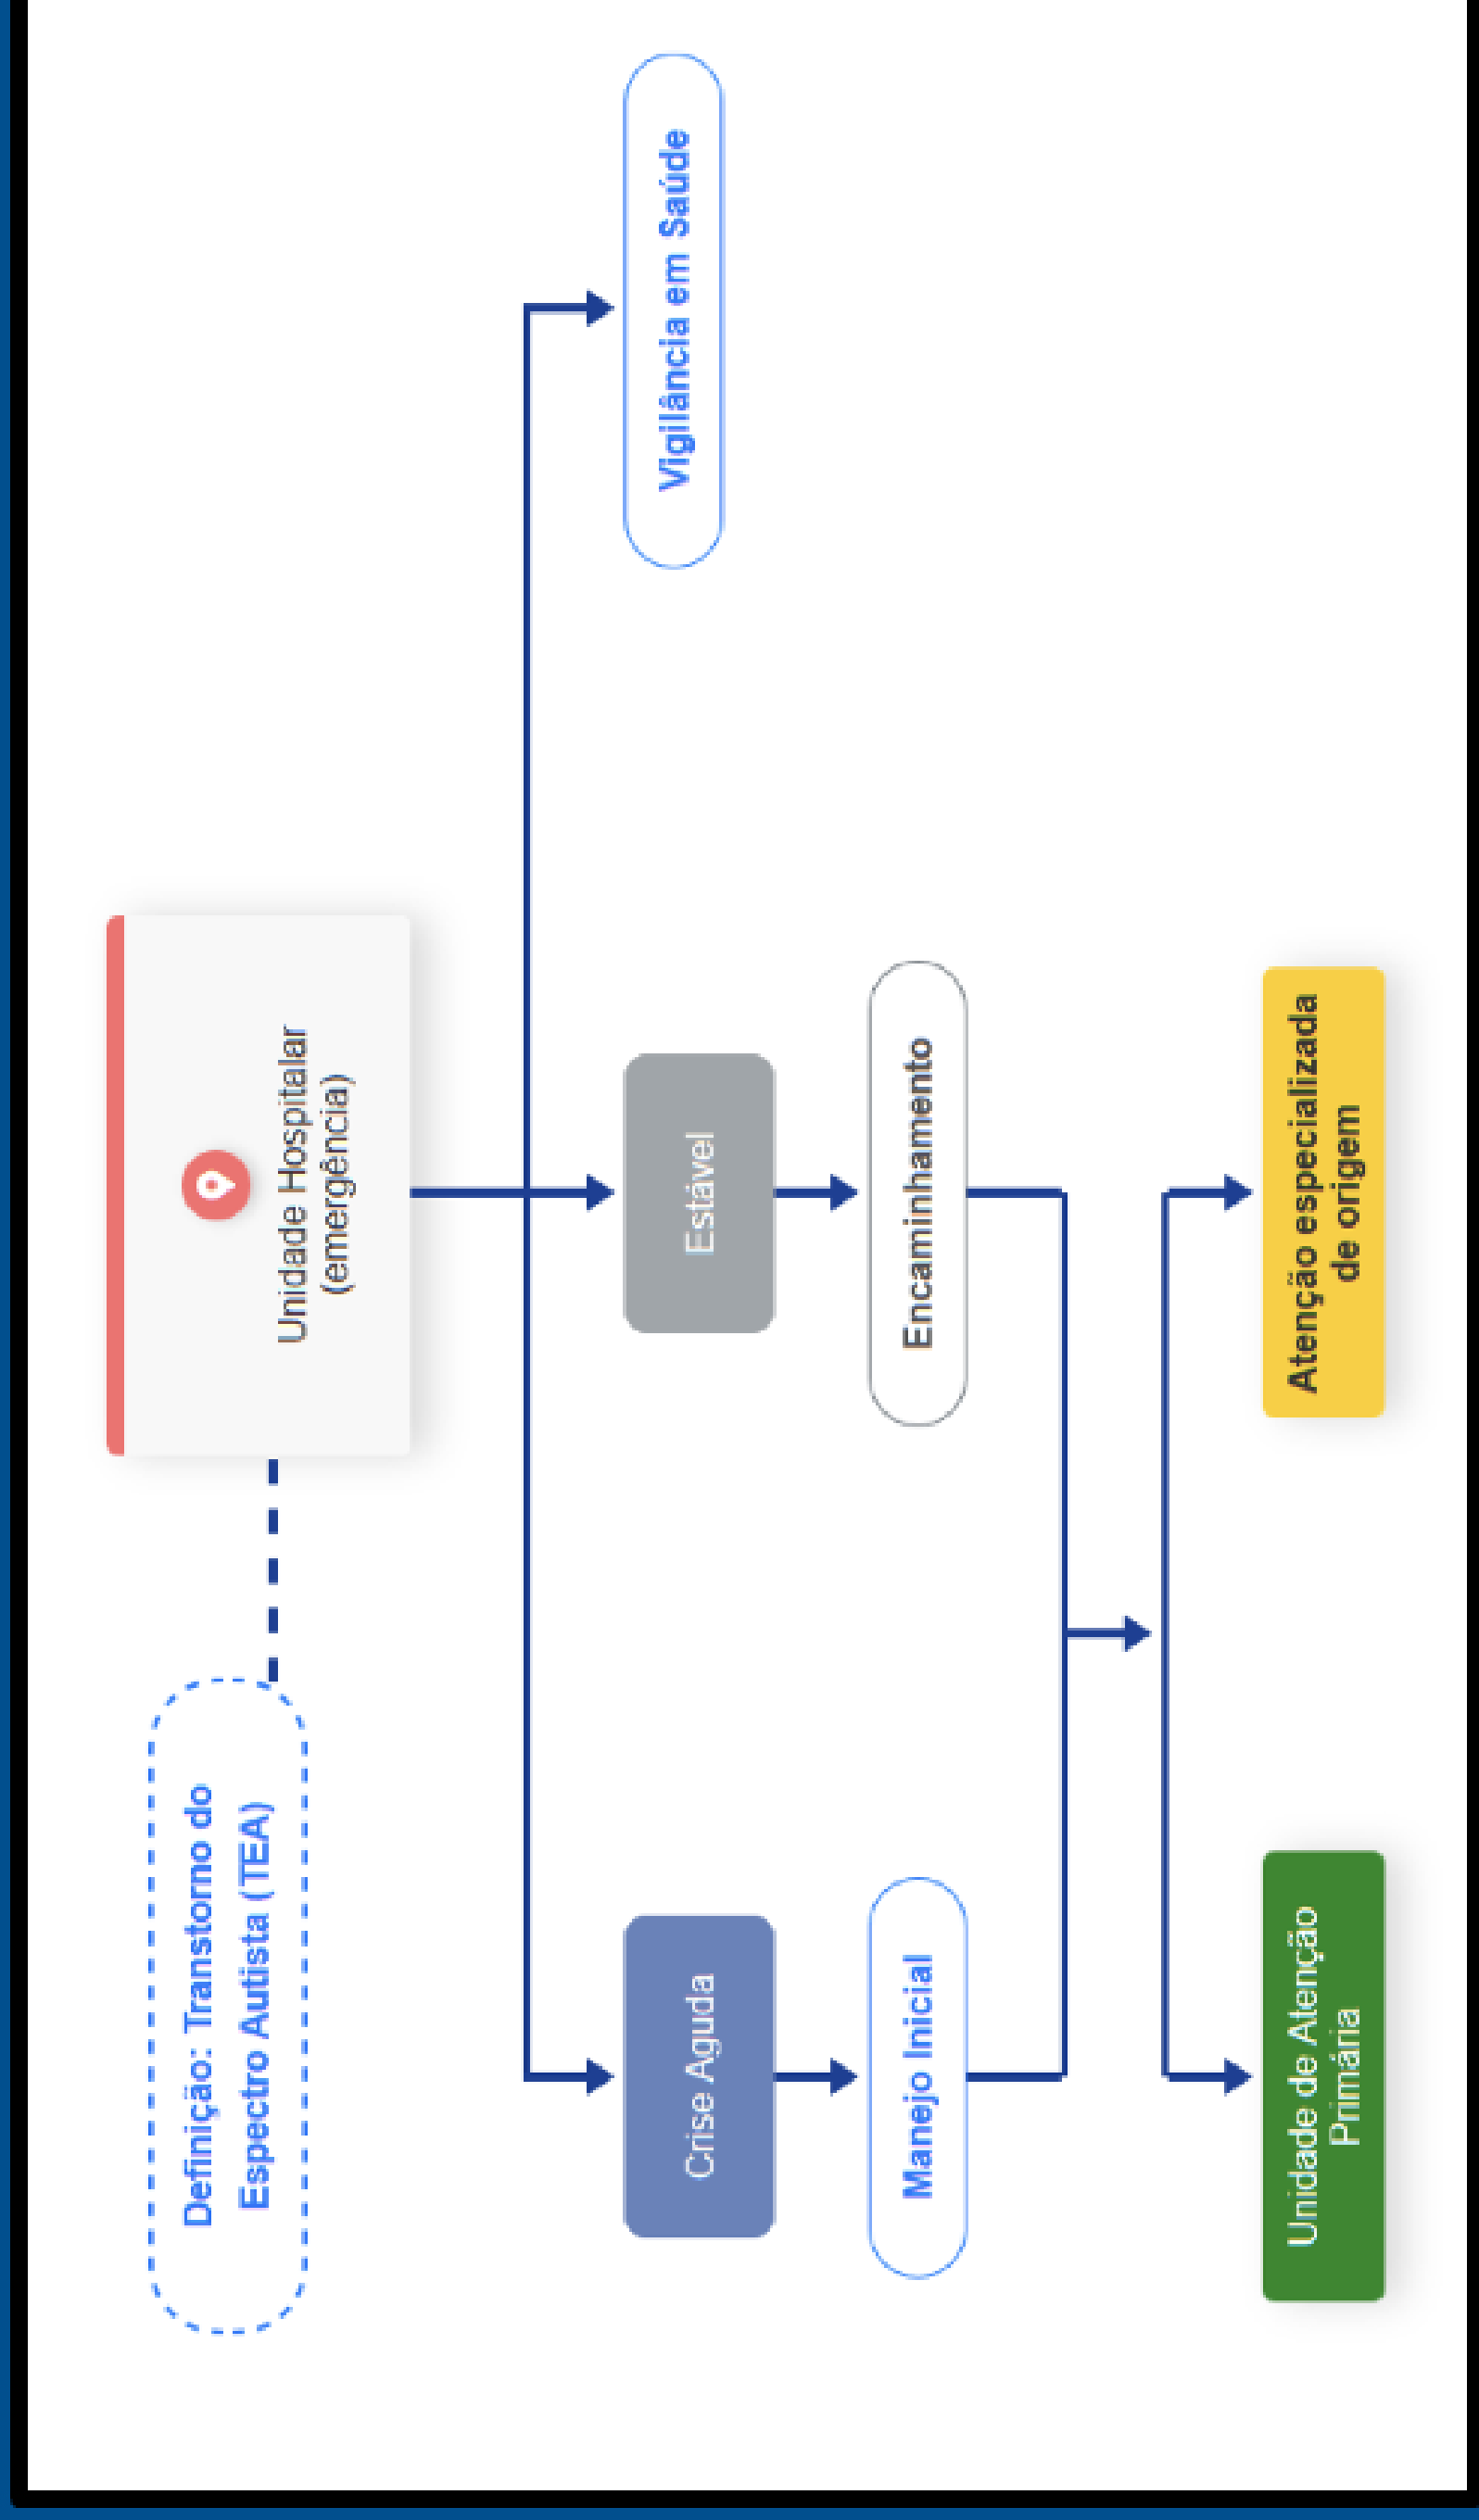 Definição: Transtorno do
Espectro Autista (TEA)
Unidade Hospitalar
(emergência)
Crise Aguda
Estável
Vigilância em Saúde
Manejo Inicial
Encaminhamento
Unidade de Atenção
Primária
Atenção especializada
de origem